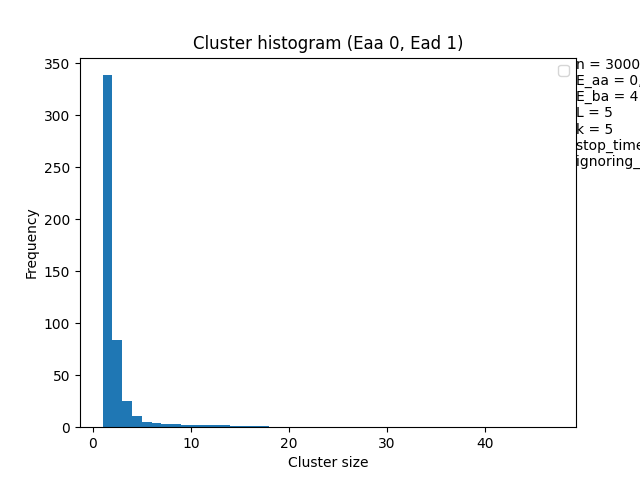 Cluster histogram (Eaa 0, Ead 1)
n = 3000
E_aa = 0,
E_ba = 4
L = 5
k = 5
stop_time
ignoring_
350
300
250
200
150
100
50
0
Frequency
0 10 20 30 40
Cluster size